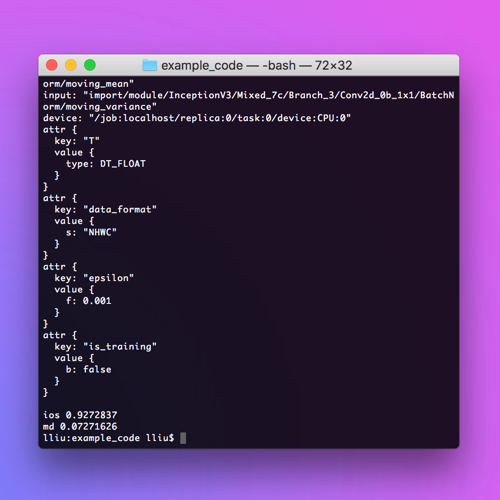 example_code — -bash — 72×32
orm/moving_mean"
input: "import/module/InceptionV3/Mixed_7c/Branch_3/Conv2d_0b_1x1/BatchN
orm/moving_variance"
device: "/job:localhost/replica:0/task:0/device:CPU:0"
attr {
  key: "T"
  value {
    type: DT_FLOAT
  }
}
attr {
  key: "data_format"
  value {
    s: "NHWC"
  }
}
attr {
  key: "epsilon"
  value {
    f: 0.001
  }
}
attr {
  key: "is_training"
  value {
    b: false
  }
}
ios 0.9272837
md 0.07271626
lliu:example_code lliu$